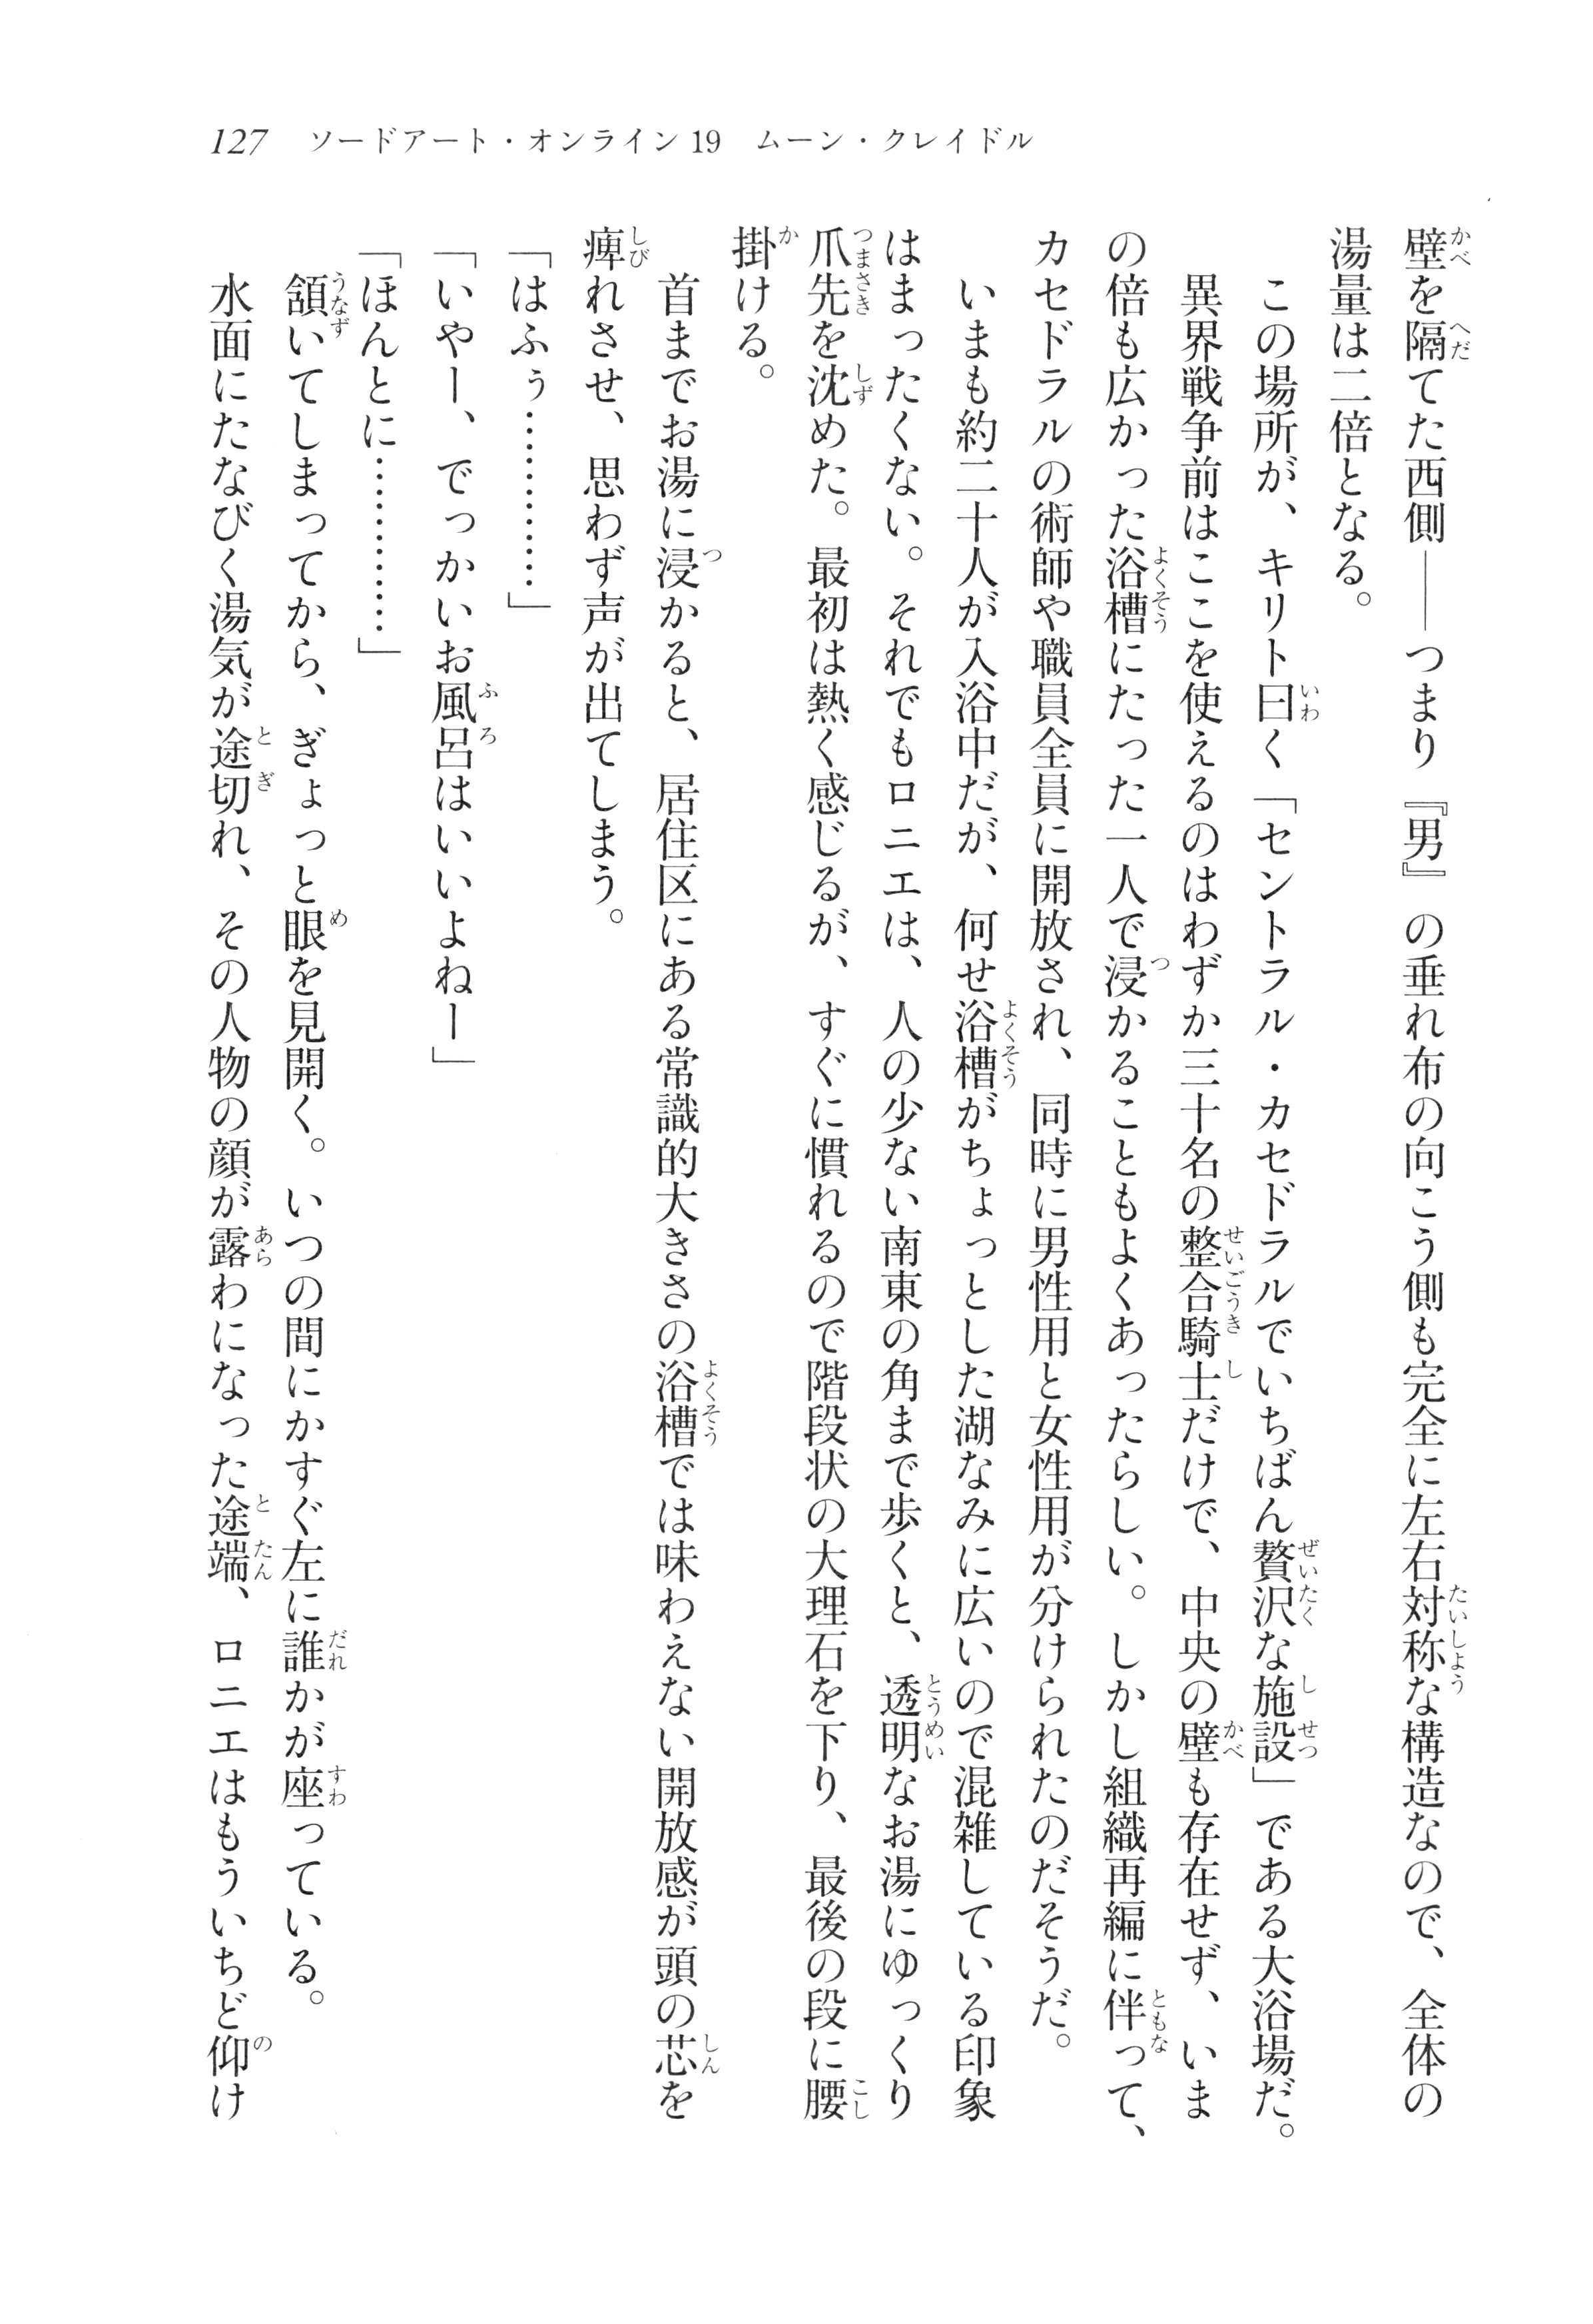 127 ソードアート・オンライン19 ムーン・クレイドル
壁を隔てた西側――つまり『男』の垂れ布の向こう側も完全に左右対称な構造なので、全体の
湯量は二倍となる。
この場所が、キリト曰く「セントラル・カセドラルでいちばん贅沢な施設」である大浴場だ。
異界戦争前はここを使えるのはわずか三十名の整合騎士だけで、中央の壁も存在せず、いま
の倍も広かった浴槽にたった一人で浸かることもよくあったらしい。しかし組織再編に伴って、
カセドラルの術師や職員全員に開放され、同時に男性用と女性用が分けられたのだそうだ。
いまも約二十人が入浴中だが、何せ浴槽がちょっとした湖なみに広いので混雑している印象
はまったくない。それでもロニエは、人の少ない南東の角まで歩くと、透明なお湯にゆっくり
爪先を沈めた。最初は熱く感じるが、すぐに慣れるので階段状の大理石を下り、最後の段に腰
掛ける。
首までお湯に浸かると、居住区にある常識的大きさの浴槽では味わえない開放感が頭の芯を
痺れさせ、思わず声が出てしまう。
「はふぅ…………」
「いやー、でっかいお風呂はいいよねー」
「ほんとに…………」
頷いてしまってから、ぎょっと眼を見開く。いつの間にかすぐ左に誰かが座っている。
水面にたなびく湯気が途切れ、その人物の顔が露わになった途端、ロニエはもういちど仰け